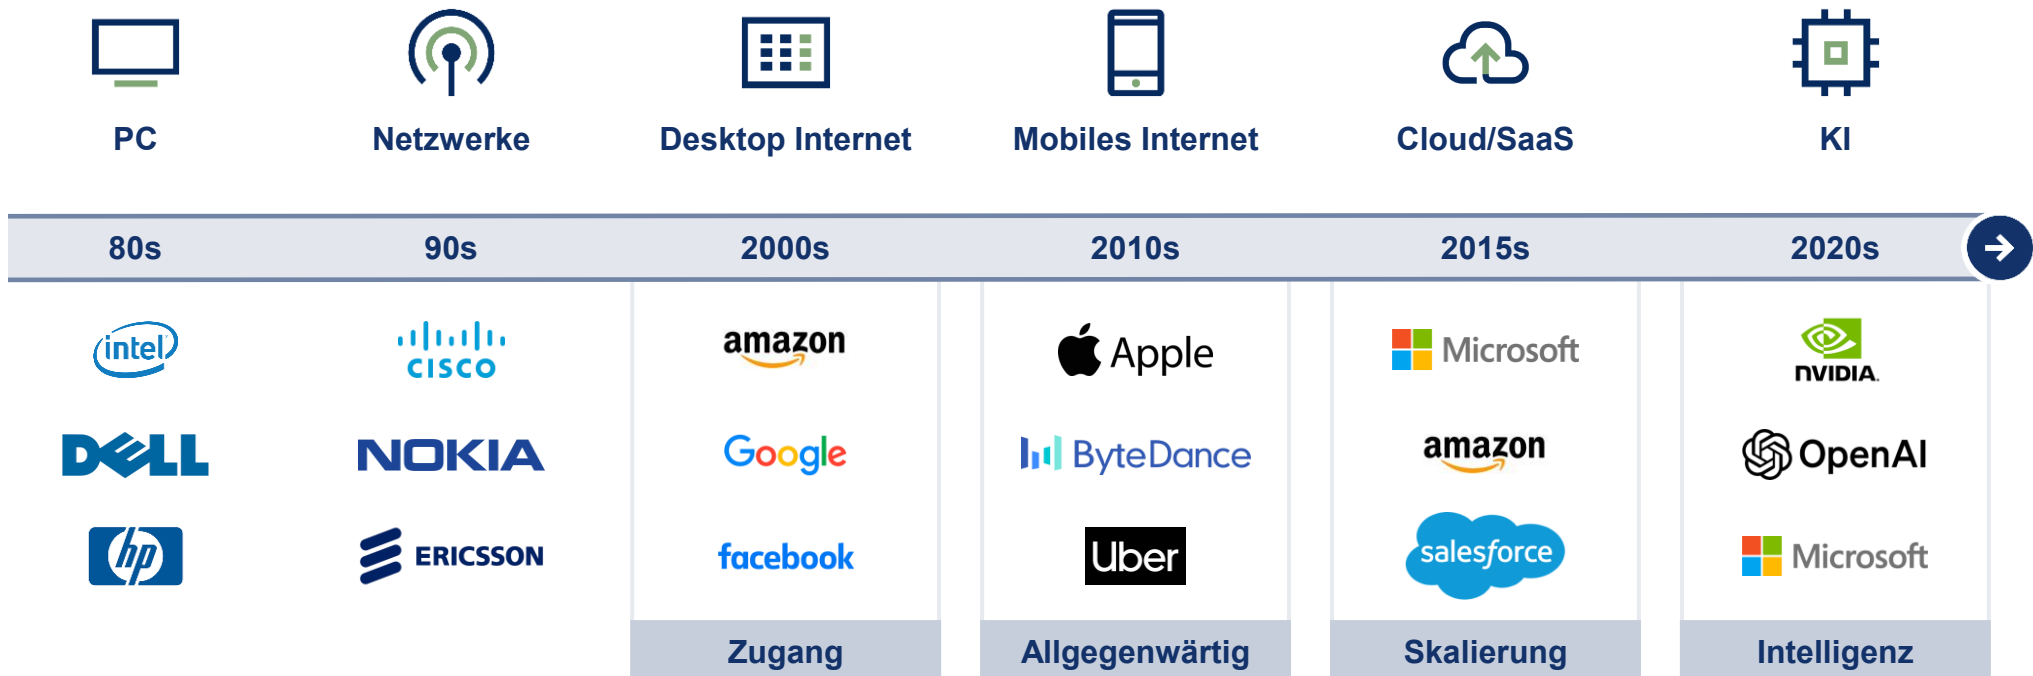 PC Netzwerke Desktop Internet Mobiles Internet Cloud/SaaS KI
80s 90s 2000s 2010s 2015s 2020s
intel CISCO amazon Apple Microsoft NVIDIA.
DELL NOKIA Google ByteDance amazon OpenAI
hp ERICSSON facebook Uber salesforce Microsoft
Zugang Allgegenwärtig Skalierung Intelligenz